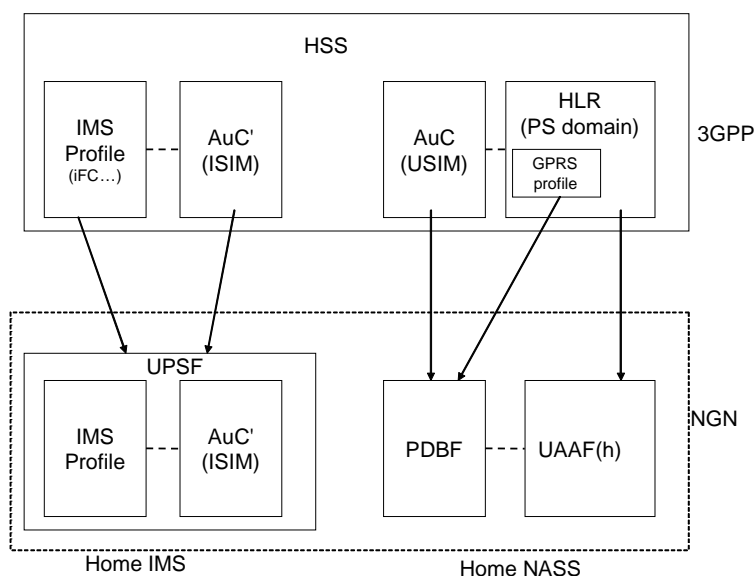 HSS
IMS
Profile
(iFC…)
AuC'
(ISIM)
AuC
(USIM)
HLR
(PS domain)
GPRS
profile
3GPP
UPSF
IMS
Profile
AuC'
(ISIM)
PDBF
UAAF(h)
NGN
Home IMS
Home NASS